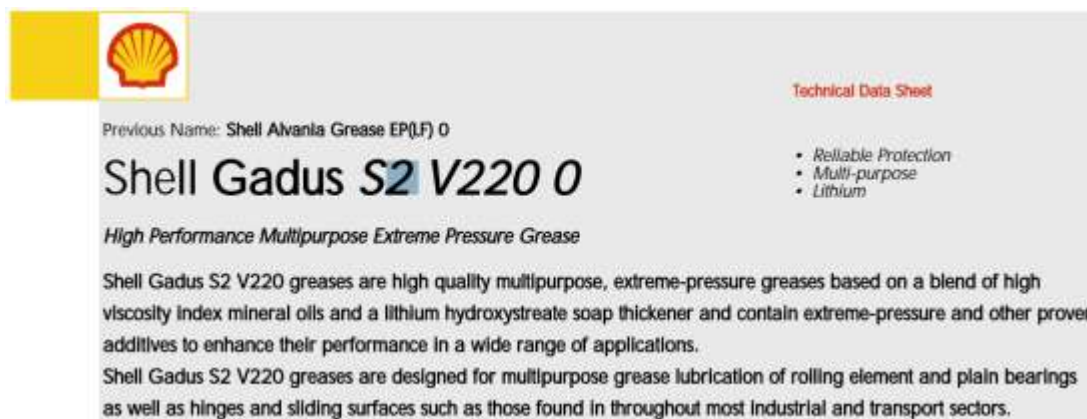 Technical Data Sheet
Previous Name: Shell Alvania Grease EP(LF) 0
Shell Gadus S2 V220 0
• Reliable Protection
• Multi-purpose
• Lithium
High Performance Multipurpose Extreme Pressure Grease
Shell Gadus S2 V220 greases are high quality multipurpose, extreme-pressure greases based on a blend of high
viscosity index mineral oils and a lithium hydroxystreate soap thickener and contain extreme-pressure and other proven
additives to enhance their performance in a wide range of applications.
Shell Gadus S2 V220 greases are designed for multipurpose grease lubrication of rolling element and plain bearings
as well as hinges and sliding surfaces such as those found in throughout most industrial and transport sectors.